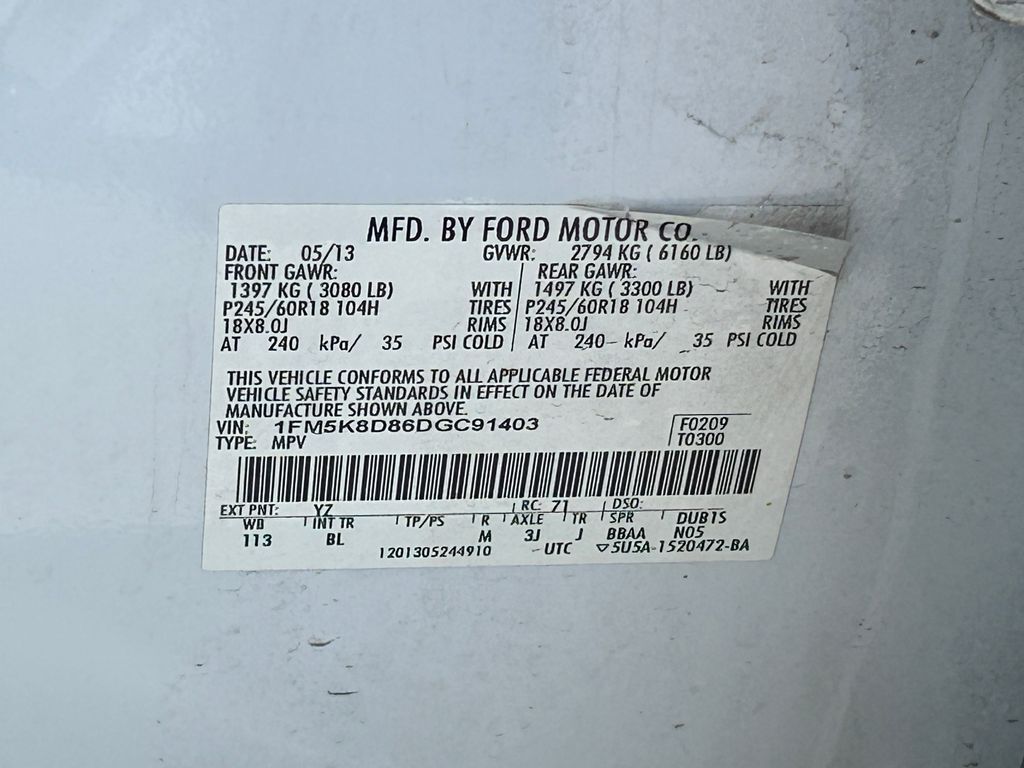 MFD. BY FORD MOTOR CO.
DATE: 05/13 GVWR: 2794 KG ( 6160 LB)
FRONT GAWR: REAR GAWR:
1397 KG ( 3080 LB) WITH 1497 KG ( 3300 LB) WITH
P245/60R18 104H TIRES P245/60R18 104H TIRES
18X8.0J RIMS 18X8.0J RIMS
AT 240 kPa/ 35 PSI COLD AT 240 kPa/ 35 PSI COLD
THIS VEHICLE CONFORMS TO ALL APPLICABLE FEDERAL MOTOR
VEHICLE SAFETY STANDARDS IN EFFECT ON THE DATE OF
MANUFACTURE SHOWN ABOVE.
VIN: 1FM5K8D86DGC91403 F0209
TYPE: MPV T0300
EXT PNT: YZ RC: 71 DSO:
WB INT TR TP/PS R AXLE TR SPR DUBTS
113 BL M 3J J BBAA N05
1201305244910 - UTC ▽5U5A-1520472-BA